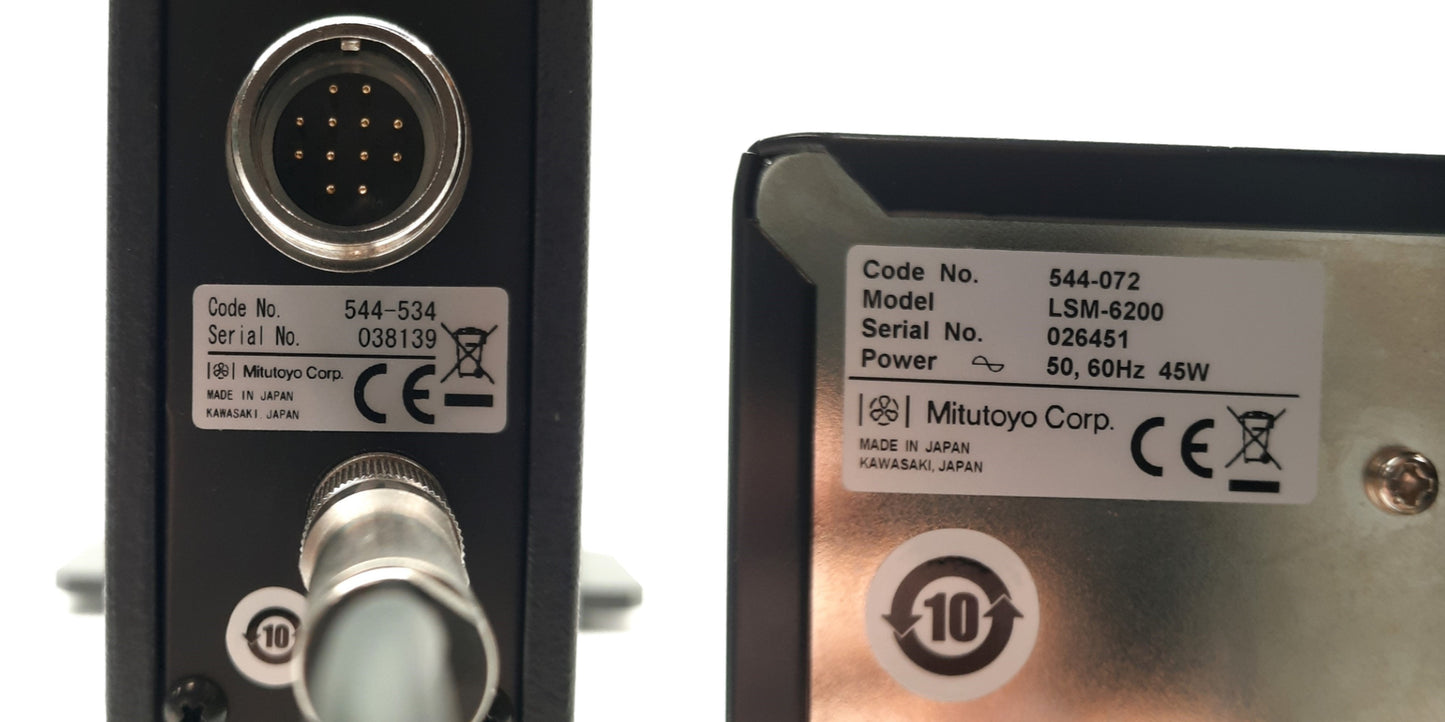 Code No. 544-534
Serial No. 038139
Mitutoyo Corp. CE
MADE IN JAPAN
KAWASAKI, JAPAN
10
Code No. 544-072
Model LSM-6200
Serial No. 026451
Power 50, 60Hz 45W
Mitutoyo Corp. CE
MADE IN JAPAN
KAWASAKI, JAPAN
10